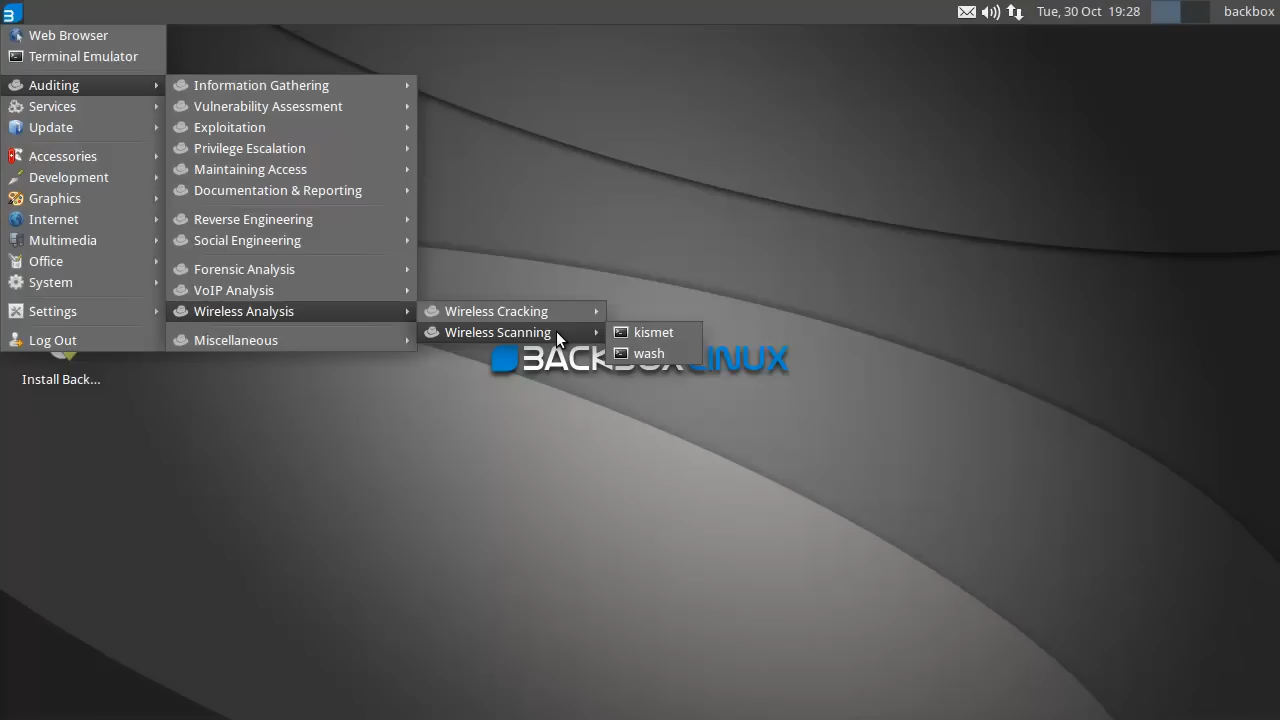 Tue, 30 Oct 19:28 backbox
Web Browser
Terminal Emulator
Auditing
Services
Update
Accessories
Development
Graphics
Internet
Multimedia
Office
System
Settings
Log Out
Information Gathering
Vulnerability Assessment
Exploitation
Privilege Escalation
Maintaining Access
Documentation & Reporting
Reverse Engineering
Social Engineering
Forensic Analysis
VoIP Analysis
Wireless Analysis
Miscellaneous
Wireless Cracking
Wireless Scanning
kismet
wash
BACKBOX LINUX
Install Back...